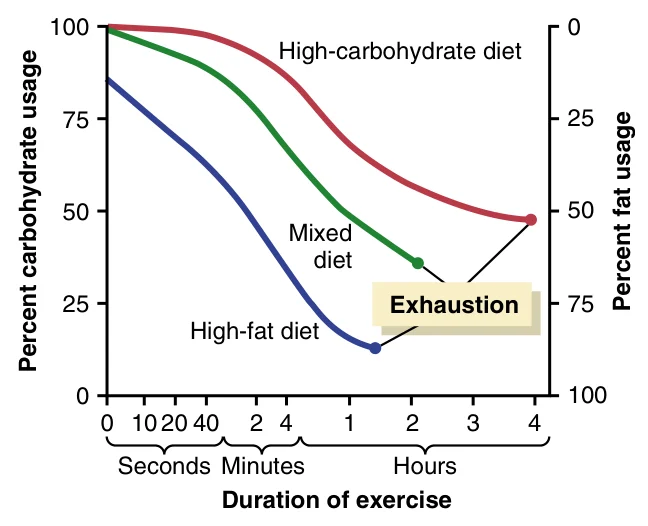 Percent carbohydrate usage
100
75
50
25
0
High-carbohydrate diet
Mixed
diet
High-fat diet
Exhaustion
0
25
50
75
100
Percent fat usage
0 10 20 40 2 4 1 2 3 4
Seconds Minutes Hours
Duration of exercise